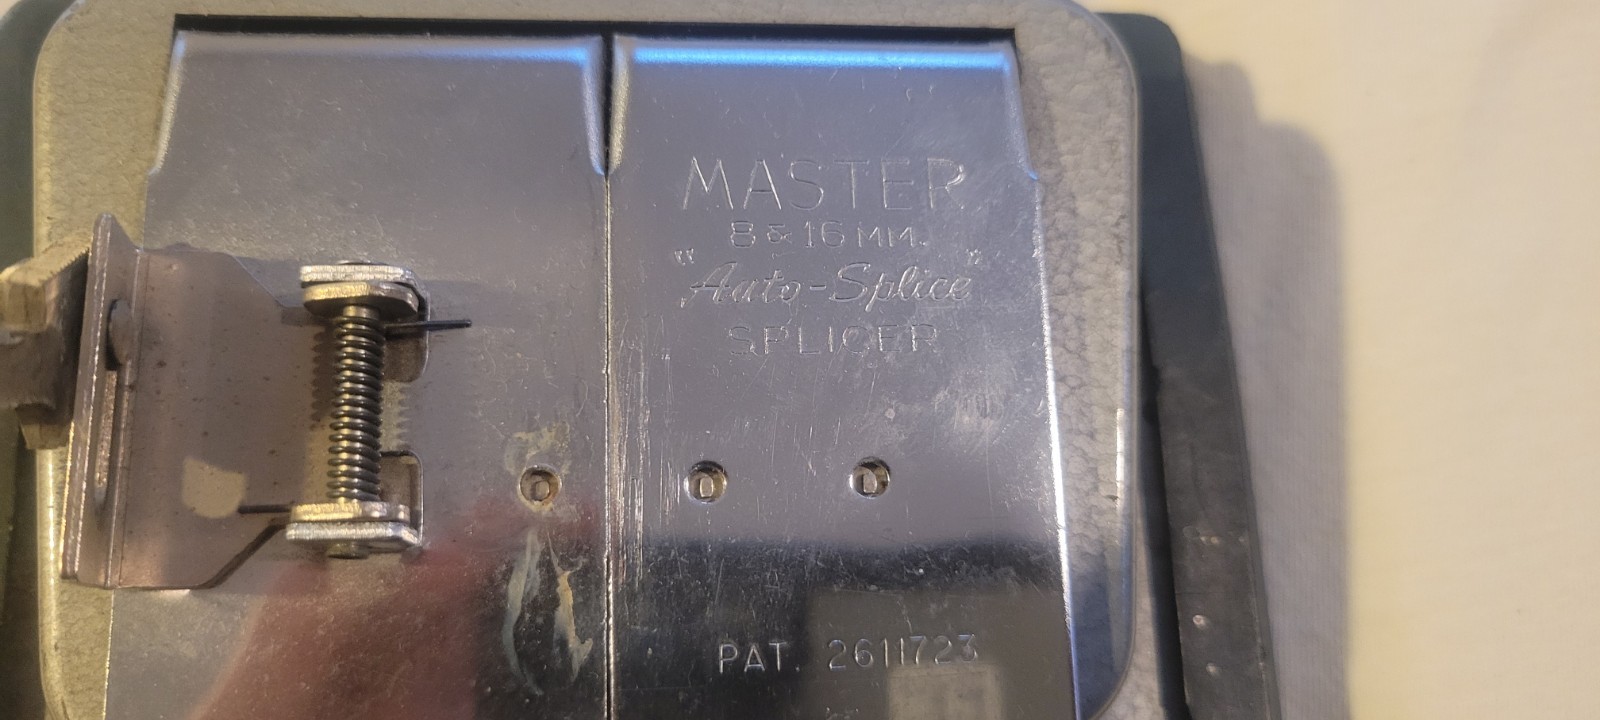 MASTER
8 & 16 MM.
"Auto-Splice"
SPLICER
PAT. 2611723